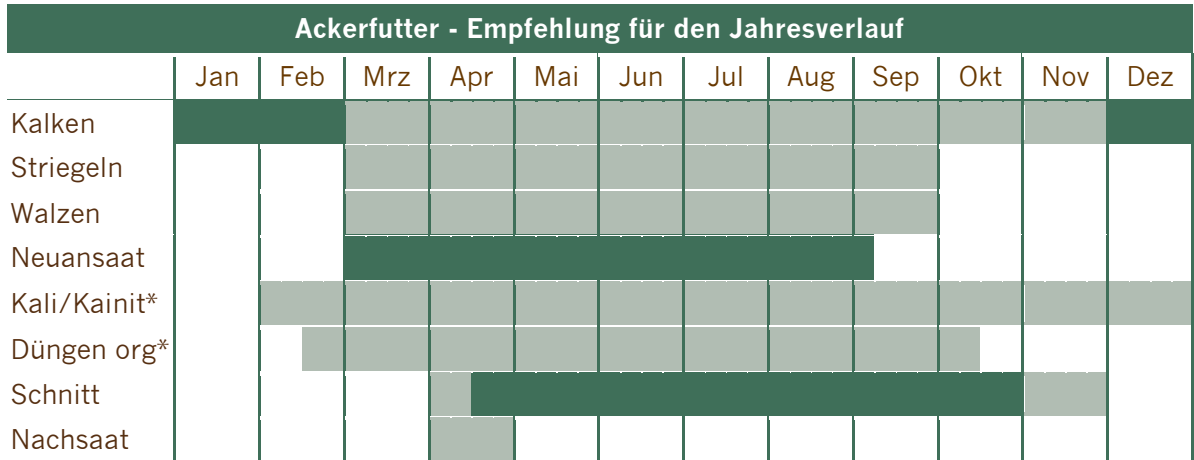 Ackerfutter - Empfehlung für den Jahresverlauf
Jan Feb Mrz Apr Mai Jun Jul Aug Sep Okt Nov Dez
Kalken
Striegeln
Walzen
Neuansaat
Kali/Kainit*
Düngen org*
Schnitt
Nachsaat